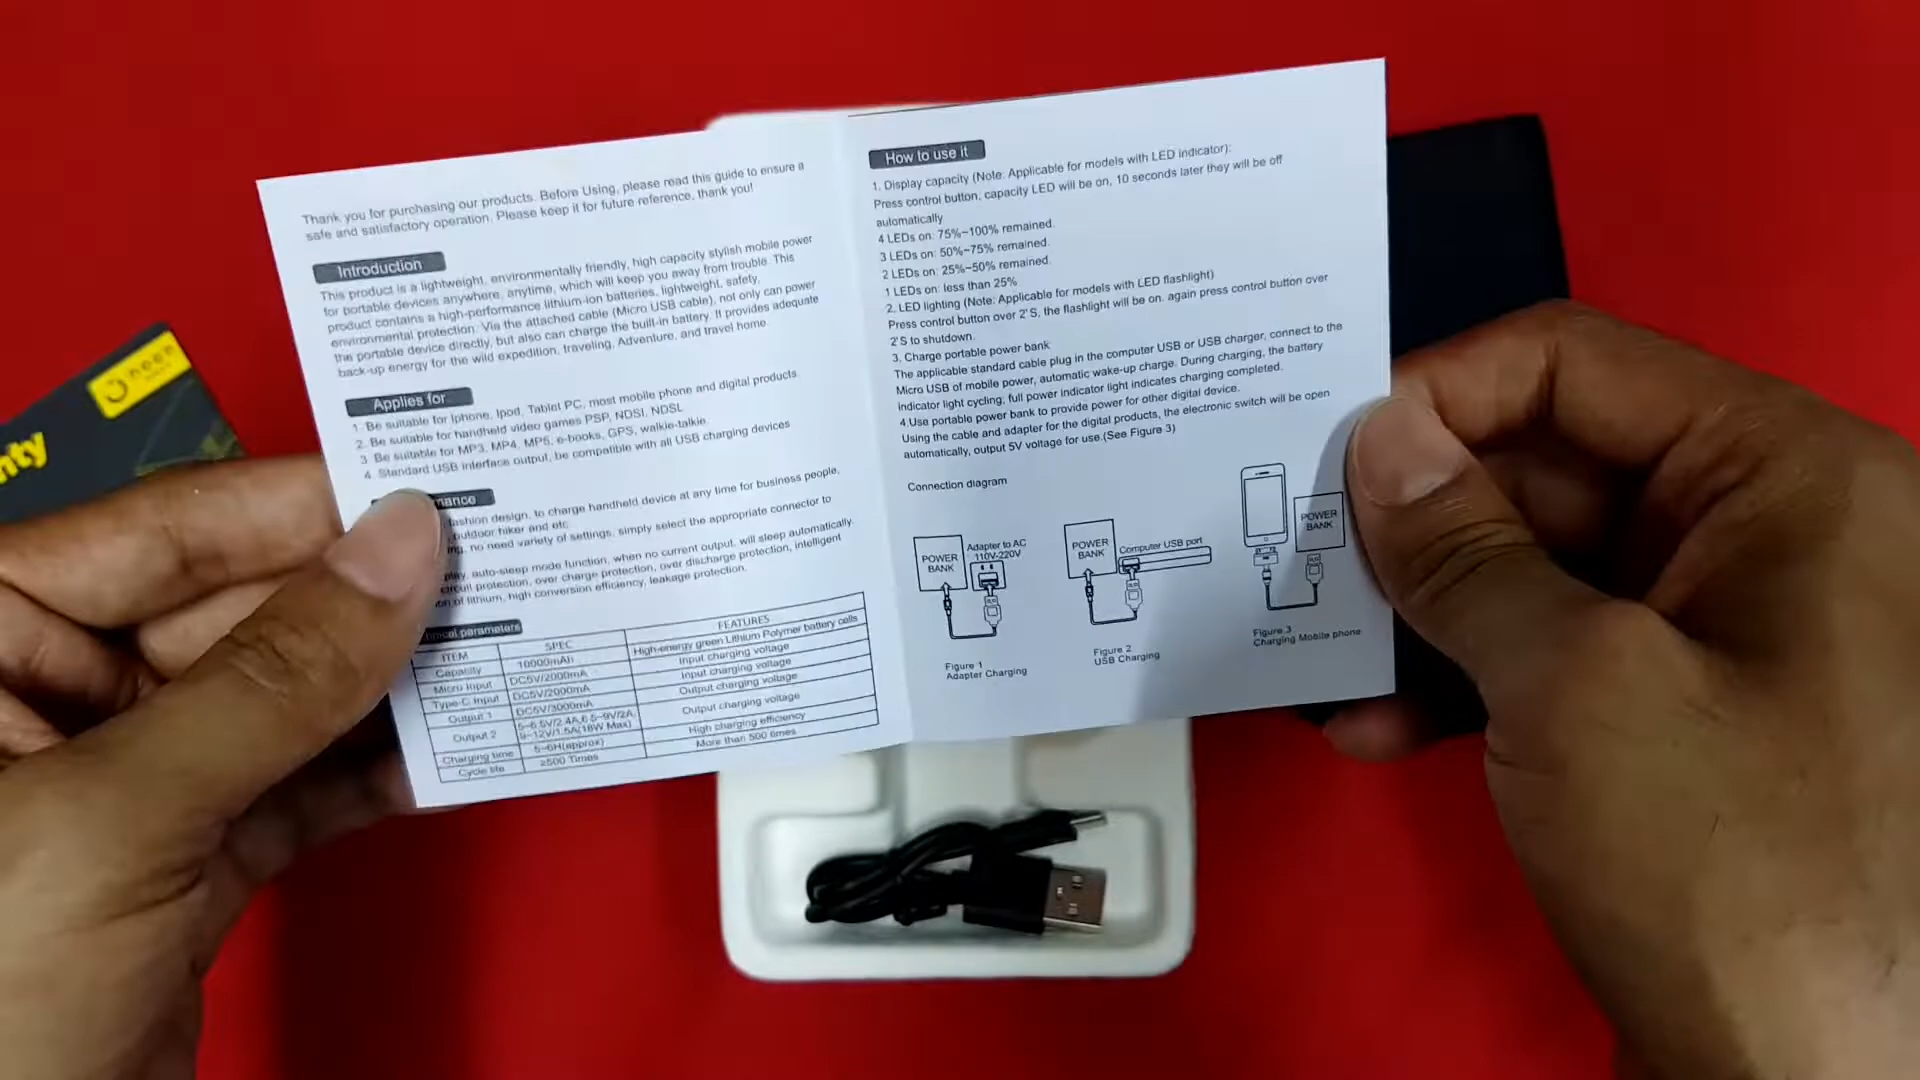 Thank you for purchasing our products. Before Using, please read this guide to ensure a
safe and satisfactory operation. Please keep it for future reference, thank you!
Introduction
This product is a lightweight, environmentally friendly, high capacity stylish mobile power
for portable devices anywhere, anytime, which will keep you away from trouble. This
product contains a high-performance lithium-ion batteries, lightweight, safety,
environmental protection. Via the attached cable (Micro USB cable), not only can power
the portable device directly, but also can charge the built-in battery. It provides adequate
back-up energy for the wild expedition, traveling, Adventure, and travel home
Applies for
1. Be suitable for Iphone, Ipod, Tablet PC, most mobile phone and digital products.
2. Be suitable for handheld video games PSP, NDSI, NDSL
3 Be suitable for MP3, MP4, MP5, e-books, GPS, walkie-talkie.
4. Standard USB interface output, be compatible with all USB charging devices
mance
fashion design, to charge handheld device at any time for business people,
outdoor hiker and etc
no need variety of settings, simply select the appropriate connector to
play, auto-sleep mode function, when no current output, will sleep automatically.
circuit protection, over charge protection, over discharge protection, intelligent
of lithium, high conversion efficiency, leakage protection.
nical parameters
ITEM SPEC FEATURES
Capacity 10000mAh High-energy green Lithium Polymer battery cells
Micro Input DC5V/2000mA Input charging voltage
Type-C Input DC5V/2000mA Input charging voltage
Output 1 DC5V/3000mA Output charging voltage
Output 2 5~6.5V/2.4A,6.5~9V/2A, 9~12V/1.5A(18W Max) Output charging voltage
Charging time 5~6H(approx) High charging efficiency
Cycle life ≥500 Times More than 500 times
How to use it
1. Display capacity (Note: Applicable for models with LED indicator):
Press control button, capacity LED will be on, 10 seconds later they will be off
automatically
4 LEDs on: 75%~100% remained.
3 LEDs on: 50%~75% remained.
2 LEDs on: 25%~50% remained.
1 LEDs on: less than 25%
2. LED lighting (Note: Applicable for models with LED flashlight)
Press control button over 2' S, the flashlight will be on. again press control button over
2'S to shutdown.
3. Charge portable power bank
The applicable standard cable plug in the computer USB or USB charger, connect to the
Micro USB of mobile power, automatic wake-up charge. During charging, the battery
indicator light cycling; full power indicator light indicates charging completed.
4.Use portable power bank to provide power for other digital device.
Using the cable and adapter for the digital products, the electronic switch will be open
automatically, output 5V voltage for use.(See Figure 3)
Connection diagram
POWER BANK
Adapter to AC
110V-220V
Figure 1
Adapter Charging
POWER BANK
Computer USB port
Figure 2
USB Charging
POWER BANK
Figure.3
Charging Mobile phone
nty